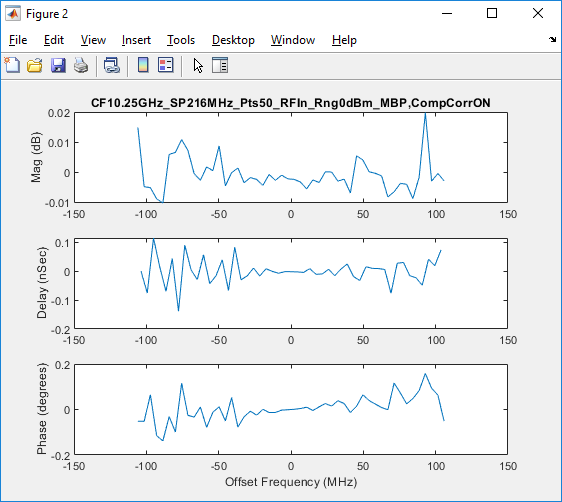 Figure 2
File Edit View Insert Tools Desktop Window Help
CF10.25GHz_SP216MHz_Pts50_RFIn_Rng0dBm_MBP,CompCorrON
Mag (dB)
0.02
0.01
0
-0.01
-150 -100 -50 0 50 100 150
Delay (nSec)
0.1
0
-0.1
-0.2
-150 -100 -50 0 50 100 150
Phase (degrees)
0.2
0
-0.2
-150 -100 -50 0 50 100 150
Offset Frequency (MHz)